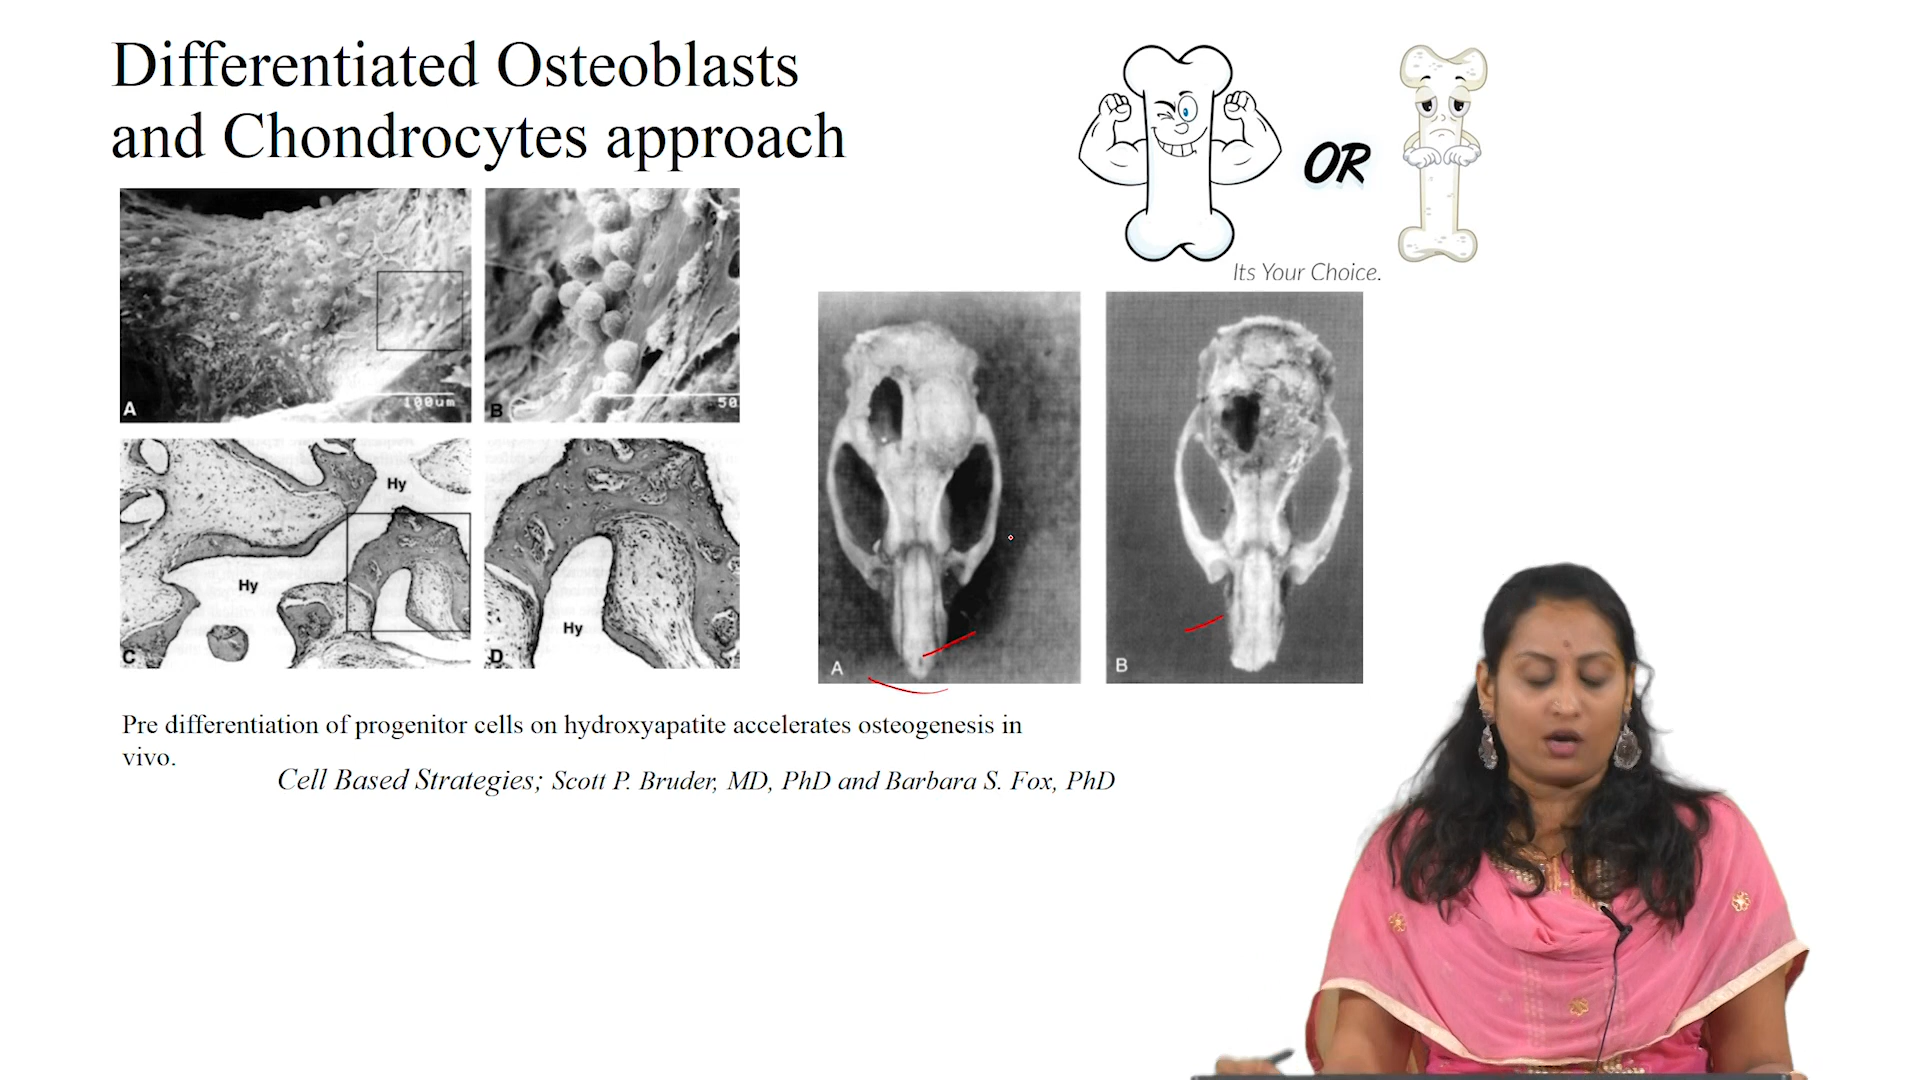 Differentiated Osteoblasts
and Chondrocytes approach
OR
Its Your Choice.
100um
A
B
50
Hy
Hy
C
Hy
D
A
B
Pre differentiation of progenitor cells on hydroxyapatite accelerates osteogenesis in
vivo.
Cell Based Strategies; Scott P. Bruder, MD, PhD and Barbara S. Fox, PhD